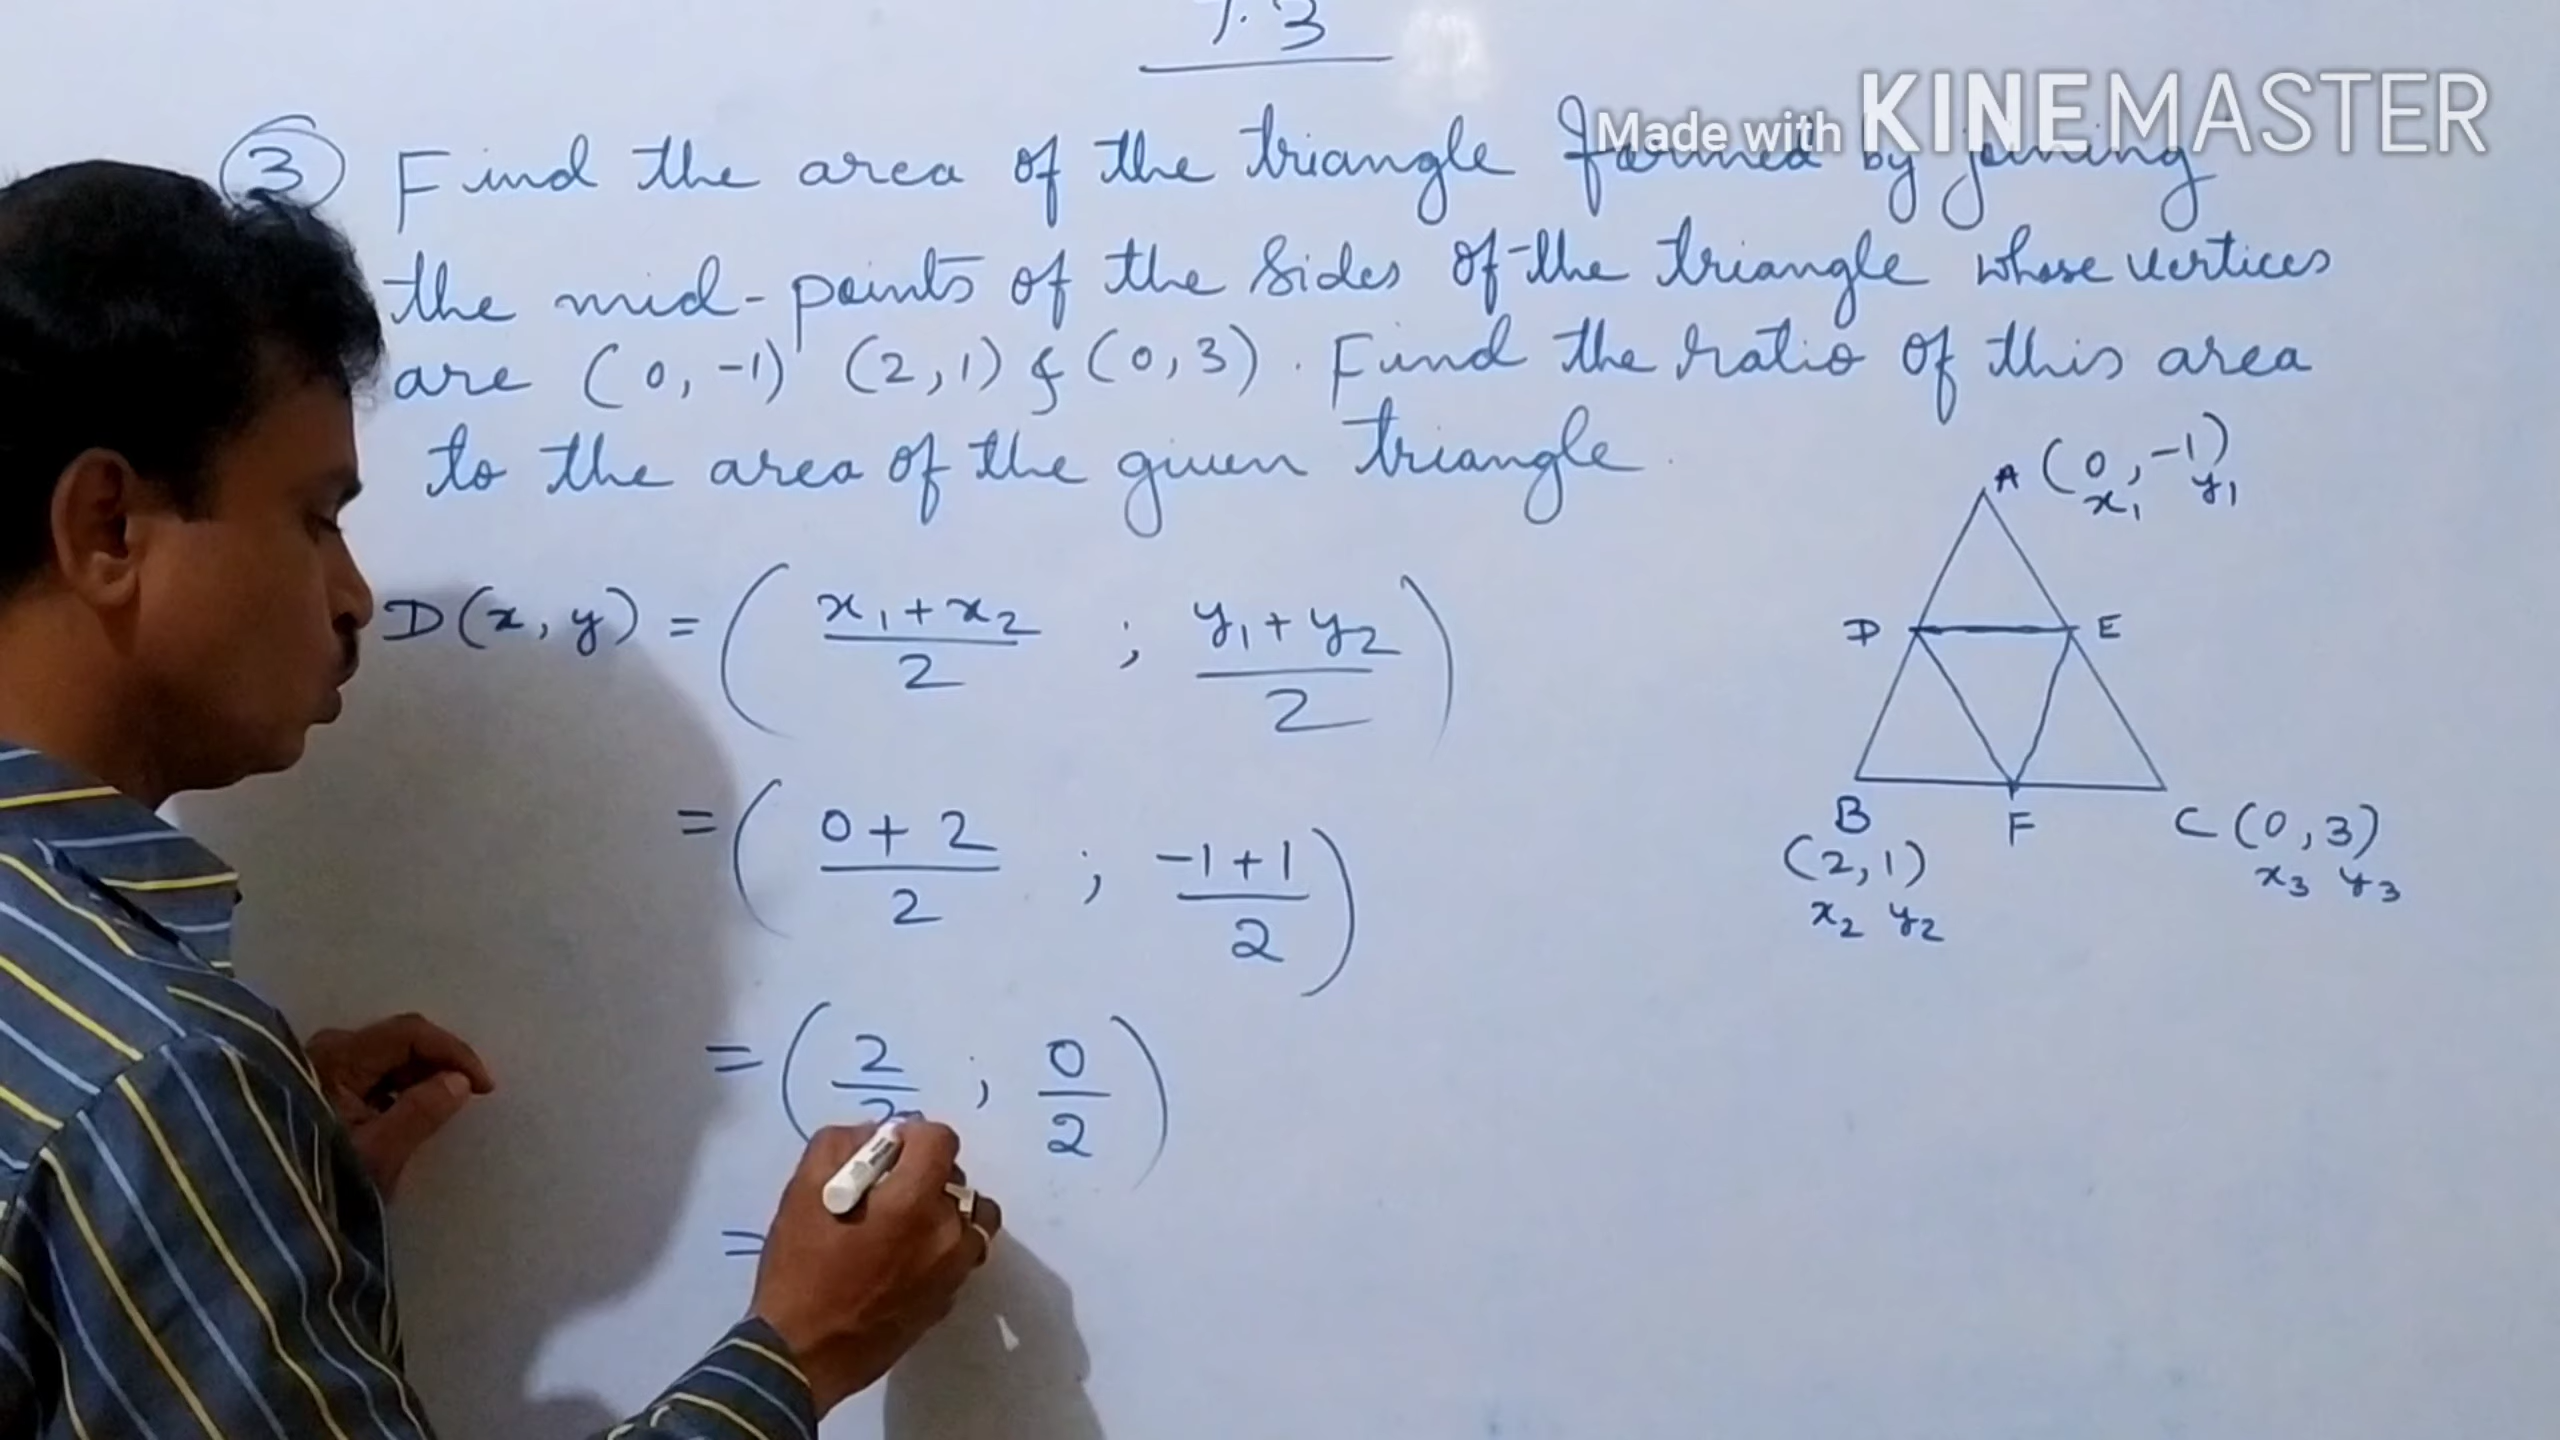 7.3
Made with KINEMASTER
③ Find the area of the triangle formed by joining
the mid-points of the sides of the triangle whose vertices
are (0, -1) (2, 1) & (0, 3). Find the ratio of this area
to the area of the given triangle.
A (0, -1)
x₁ y₁
D(x, y) = ( x₁ + x₂ / 2 ; y₁ + y₂ / 2 )
D E
= ( 0 + 2 / 2 ; -1 + 1 / 2 )
B F C (0, 3)
(2, 1) x₃ y₃
x₂ y₂
= ( 2 / 2 ; 0 / 2 )
=